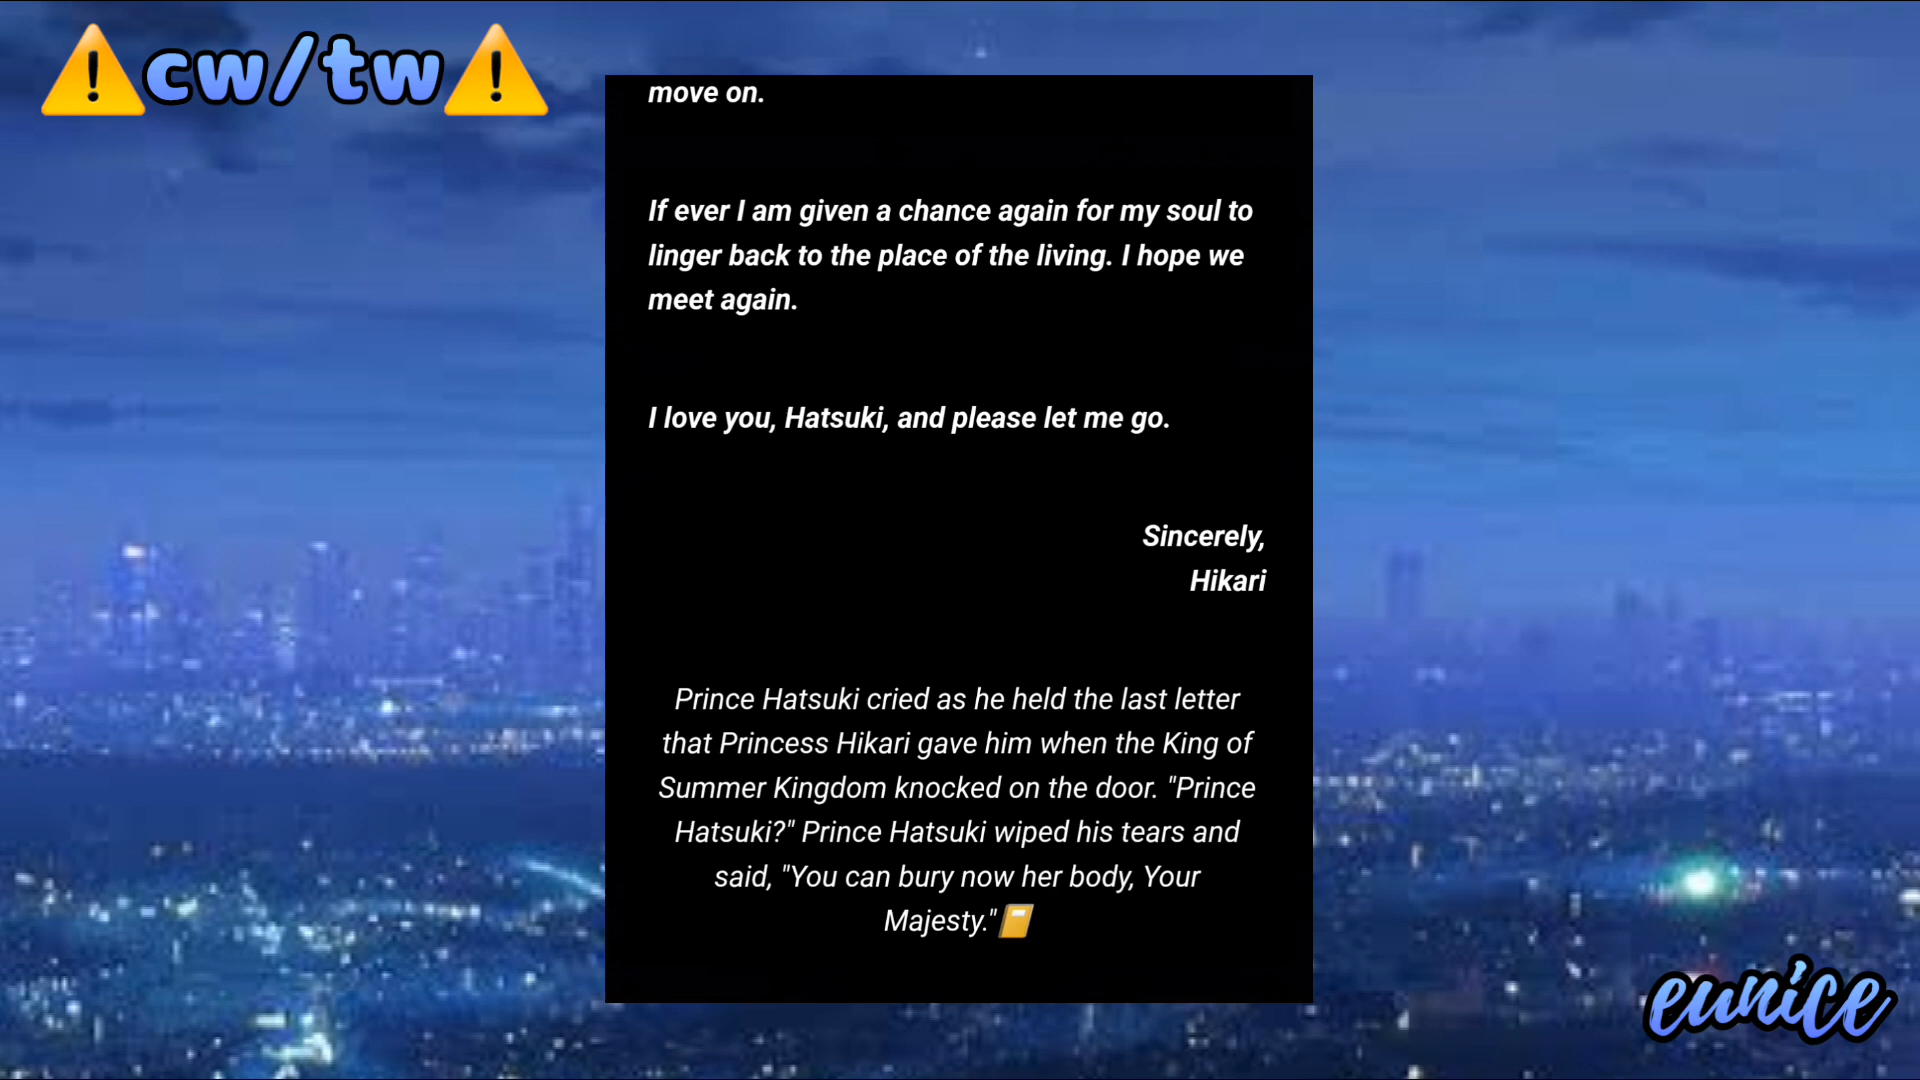 ⚠️cw/tw⚠️
move on.
If ever I am given a chance again for my soul to
linger back to the place of the living. I hope we
meet again.
I love you, Hatsuki, and please let me go.
Sincerely,
Hikari
Prince Hatsuki cried as he held the last letter
that Princess Hikari gave him when the King of
Summer Kingdom knocked on the door. "Prince
Hatsuki?" Prince Hatsuki wiped his tears and
said, "You can bury now her body, Your
Majesty."📒
eunice